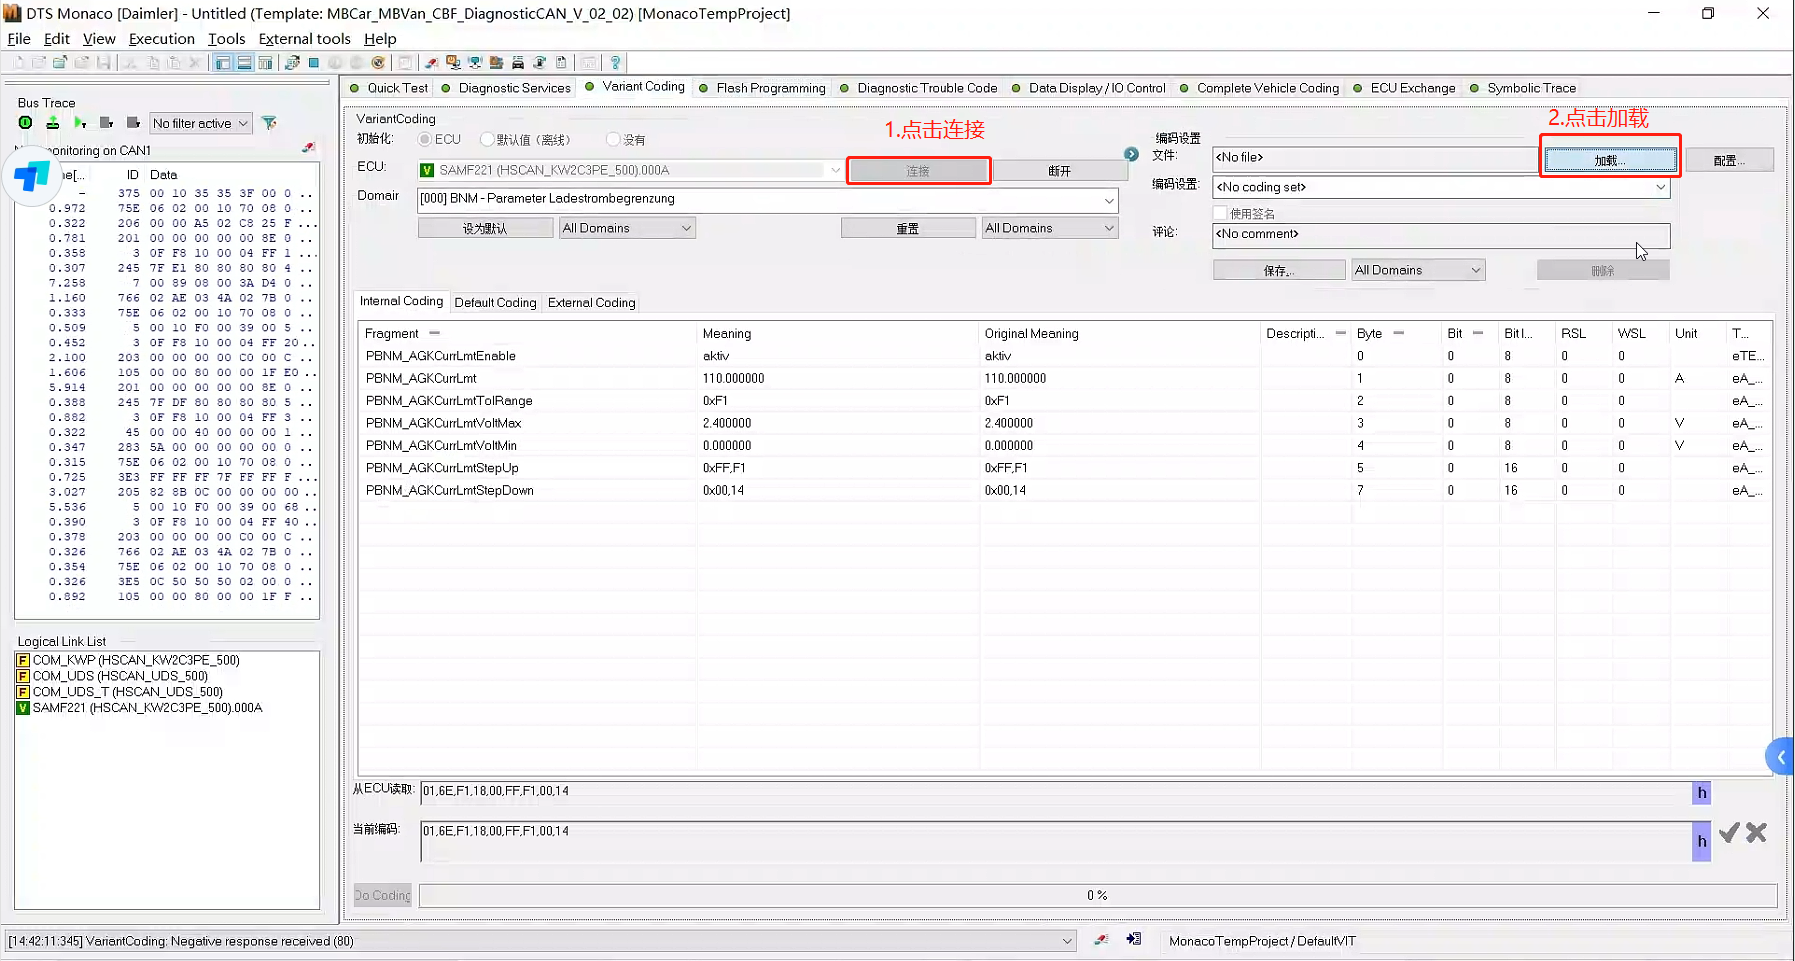 DTS Monaco [Daimler] - Untitled (Template: MBCar_MBVan_CBF_DiagnosticCAN_V_02_02) [MonacoTempProject]
File Edit View Execution Tools External tools Help
Quick Test Diagnostic Services Variant Coding Flash Programming Diagnostic Trouble Code Data Display / IO Control Complete Vehicle Coding ECU Exchange Symbolic Trace
Bus Trace
No filter active
monitoring on CAN1
ID Data
- 375 00 10 35 35 3F 00 0 ..
0.972 75E 06 02 00 10 70 08 0 ..
0.322 206 00 00 A5 02 C8 25 F ...
0.781 201 00 00 00 00 00 8E 0 ..
0.358 3 0F F8 10 00 04 FF 1 ...
0.307 245 7F E1 80 80 80 80 4 ..
7.258 7 00 89 08 00 3A D4 0 ..
1.160 766 02 AE 03 4A 02 7B 0 ..
0.333 75E 06 02 00 10 70 08 0 ..
0.509 5 00 10 F0 00 39 00 5 ..
0.452 3 0F F8 10 00 04 FF 20...
2.100 203 00 00 00 00 C0 00 C ..
1.606 105 00 00 80 00 00 1F E0 ..
5.914 201 00 00 00 00 00 8E 0 ..
0.388 245 7F DF 80 80 80 80 5 ..
0.882 3 0F F8 10 00 04 FF 3 ..
0.322 45 00 00 40 00 00 00 1 ..
0.347 283 5A 00 00 00 00 00 0 ..
0.315 75E 06 02 00 10 70 08 0 ..
0.725 3E3 FF FF FF 7F FF FF F ...
3.027 205 82 8B 0C 00 00 00 00 ..
5.536 5 00 10 F0 00 39 00 68 ..
0.390 3 0F F8 10 00 04 FF 40 ..
0.378 203 00 00 00 00 C0 00 C ..
0.326 766 02 AE 03 4A 02 7B 0 ..
0.354 75E 06 02 00 10 70 08 0 ..
0.326 3E5 0C 50 50 50 02 00 0 ..
0.892 105 00 00 80 00 00 1F F ..
Logical Link List
F COM_KWP (HSCAN_KW2C3PE_500)
F COM_UDS (HSCAN_UDS_500)
F COM_UDS_T (HSCAN_UDS_500)
V SAMF221 (HSCAN_KW2C3PE_500).000A
VariantCoding
1.点击连接
初始化: ECU 默认值（离线） 没有
ECU: V SAMF221 (HSCAN_KW2C3PE_500).000A 连接 断开
Domair [000] BNM - Parameter Ladestrombegrenzung
设为默认 All Domains 重置 All Domains
2.点击加载
编码设置
文件: <No file> 加载... 配置...
编码设置: <No coding set>
使用签名
评论: <No comment>
保存... All Domains 删除
Internal Coding Default Coding External Coding
Fragment Meaning Original Meaning Descripti... Byte Bit Bit l... RSL WSL Unit T...
PBNM_AGKCurrLmtEnable aktiv aktiv 0 0 8 0 0 eTE...
PBNM_AGKCurrLmt 110.000000 110.000000 1 0 8 0 0 A eA_...
PBNM_AGKCurrLmtTolRange 0xF1 0xF1 2 0 8 0 0 eA_...
PBNM_AGKCurrLmtVoltMax 2.400000 2.400000 3 0 8 0 0 V eA_...
PBNM_AGKCurrLmtVoltMin 0.000000 0.000000 4 0 8 0 0 V eA_...
PBNM_AGKCurrLmtStepUp 0xFF,F1 0xFF,F1 5 0 16 0 0 eA_...
PBNM_AGKCurrLmtStepDown 0x00,14 0x00,14 7 0 16 0 0 eA_...
从ECU读取: 01,6E,F1,18,00,FF,F1,00,14 h
当前编码: 01,6E,F1,18,00,FF,F1,00,14 h
Do Coding 0 %
[14:42:11:345] VariantCoding: Negative response received (80) MonacoTempProject / DefaultVIT